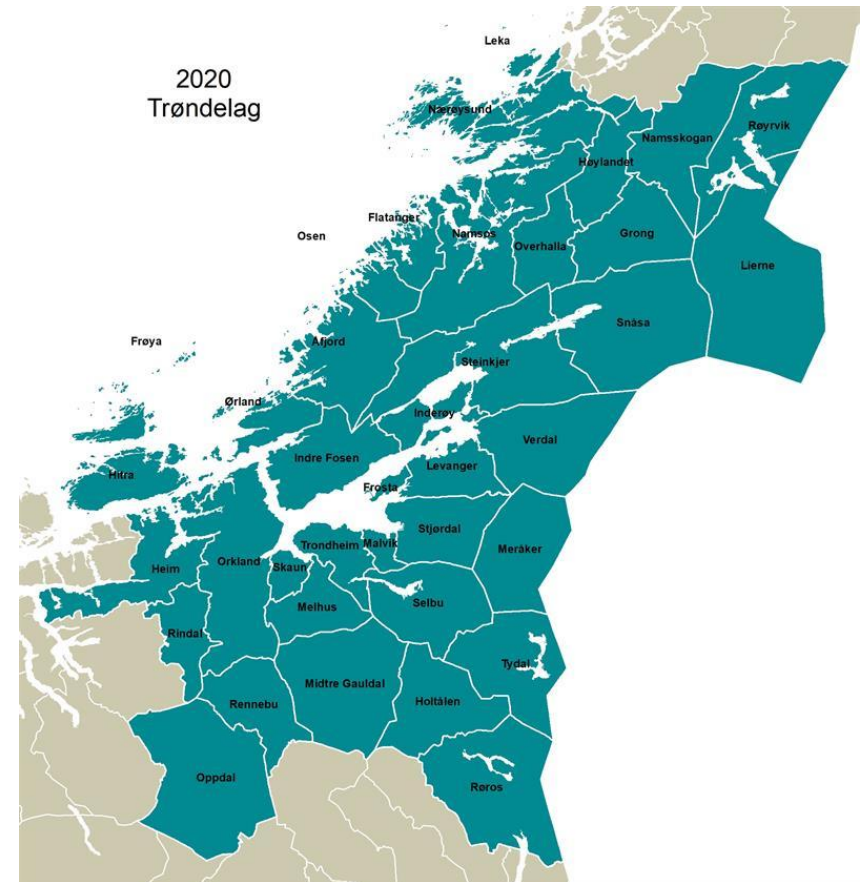 2020
Trøndelag
Leka
Nærøysund
Røyrvik
Namsskogan
Høylandet
Flatanger
Namsos
Osen
Overhalla
Grong
Lierne
Snåsa
Frøya
Åfjord
Steinkjer
Ørland
Inderøy
Verdal
Indre Fosen
Levanger
Hitra
Frosta
Stjørdal
Trondheim
Malvik
Meråker
Orkland
Skaun
Heim
Selbu
Melhus
Rindal
Tydal
Midtre Gauldal
Rennebu
Holtålen
Oppdal
Røros